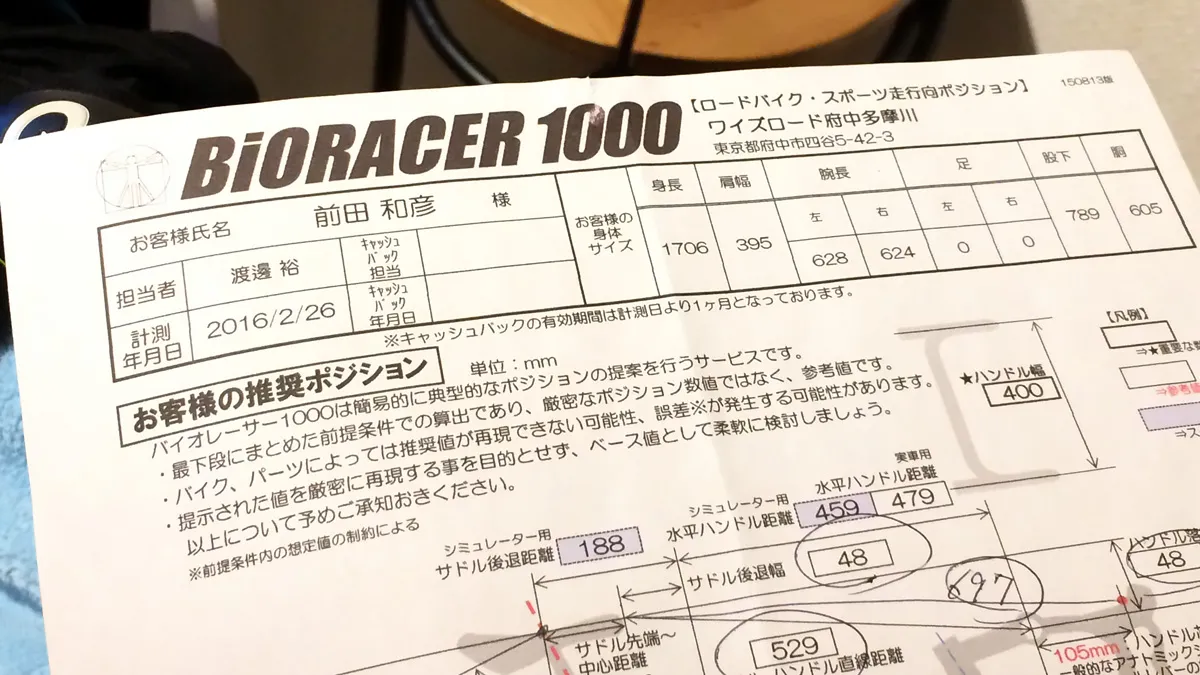 BiORACER 1000
【ロードバイク・スポーツ走行向ポジション】
150813版
ワイズロード府中多摩川
東京都府中市四谷5-42-3
お客様氏名 前田 和彦 様
担当者 渡邊 裕 キャッシュバック担当
計測年月日 2016/2/26 キャッシュバック年月日
お客様の身体サイズ
身長 肩幅 腕長 足 股下 胴
左 右 左 右
1706 395 628 624 0 0 789 605
※キャッシュバックの有効期間は計測日より1ヶ月となっております。
お客様の推奨ポジション 単位：mm
バイオレーサー1000は簡易的に典型的なポジションの提案を行うサービスです。
・最下段にまとめた前提条件での算出であり、厳密なポジション数値ではなく、参考値です。
・バイク、パーツによっては推奨値が再現できない可能性、誤差※が発生する可能性があります。
・提示された値を厳密に再現する事を目的とせず、ベース値として柔軟に検討しましょう。
以上について予めご承知おきください。
※前提条件内の想定値の制約による
【凡例】
⇒★重要な
⇒参考値
⇒ス
★ハンドル幅
400
シミュレーター用
サドル後退距離
188
シミュレーター用
水平ハンドル距離
459
実車用
水平ハンドル距離
479
サドル後退幅
48
697
ハンドル落
48
サドル先端～
中心距離
529
ハンドル直線距離
105mm
一般的なアナトミック